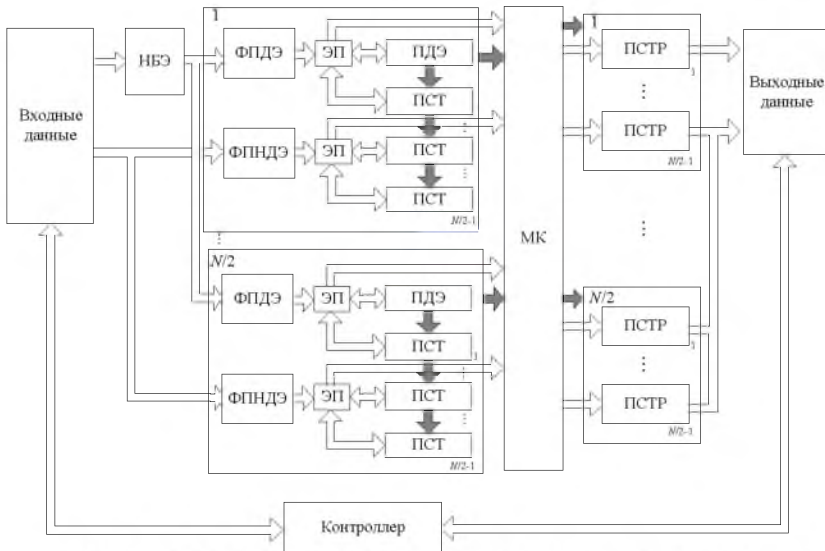 1
1
ФПДЭ
ЭП
ПДЭ
МК
ПСТР
1
Входные
данные
НБЭ
Выходные
данные
ПСТ
⋮
ПСТР
ФПНДЭ
ЭП
ПСТ
N/2-1
ПСТ
N/2-1
N/2
N/2
ФПДЭ
ЭП
ПДЭ
ПСТР
1
ПСТ
1
ФПНДЭ
ЭП
ПСТ
ПСТР
N/2-1
ПСТ
N/2-1
Контроллер